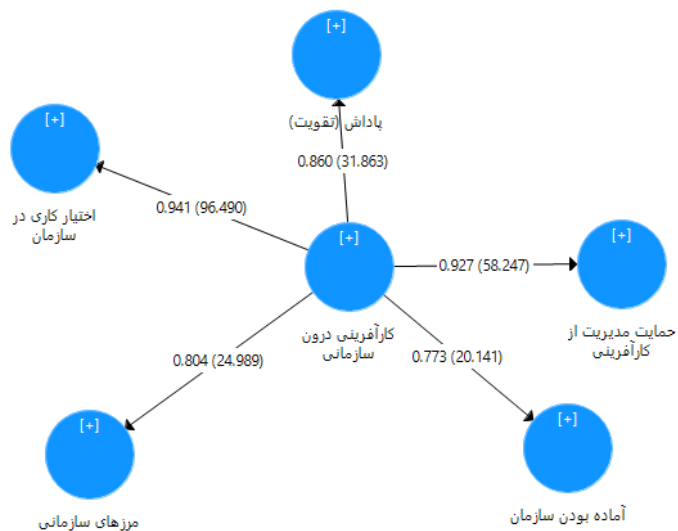 [+]
پاداش (تقویت)
0.860 (31.863)
[+]
اختیار کاری در
سازمان
0.941 (96.490)
[+]
کارآفرینی درون
سازمانی
0.927 (58.247)
[+]
حمایت مدیریت از
کارآفرینی
0.804 (24.989)
0.773 (20.141)
[+]
مرزهای سازمانی
[+]
آماده بودن سازمان